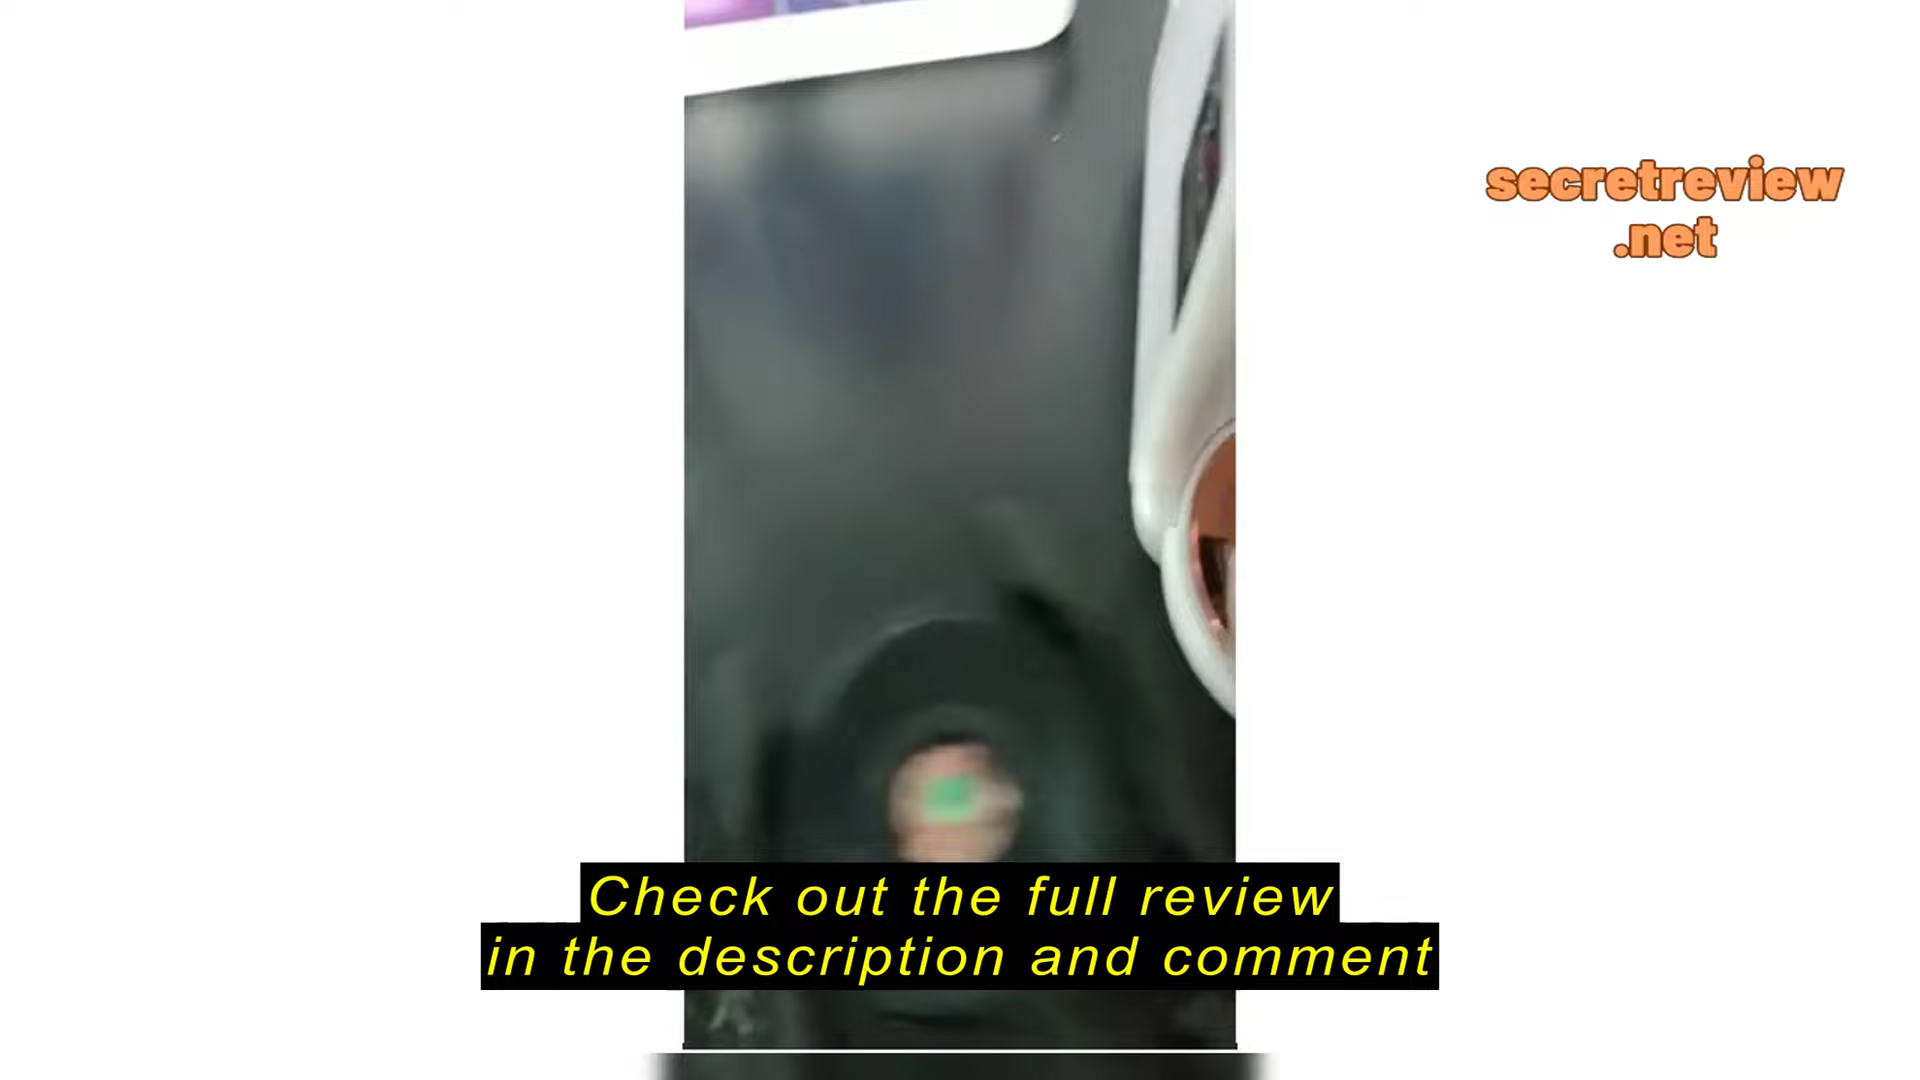 secretreview
.net
Check out the full review
in the description and comment